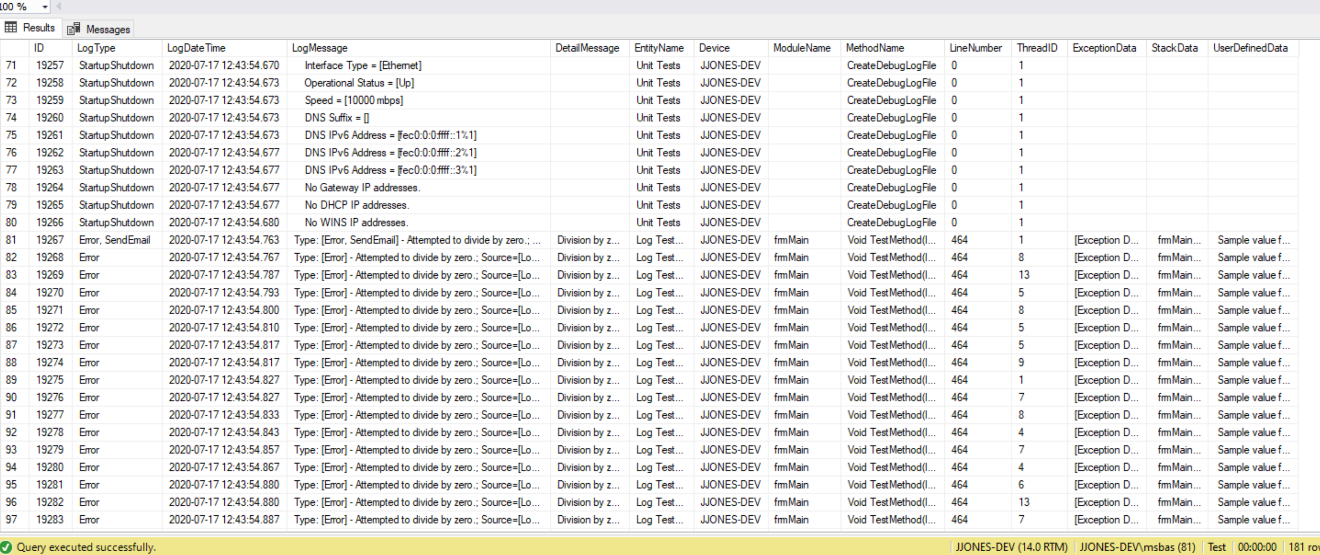 100 %
Results Messages
ID LogType LogDateTime LogMessage DetailMessage EntityName Device ModuleName MethodName LineNumber ThreadID ExceptionData StackData UserDefinedData
71 19257 StartupShutdown 2020-07-17 12:43:54.670 Interface Type = [Ethernet] Unit Tests JJONES-DEV CreateDebugLogFile 0 1
72 19258 StartupShutdown 2020-07-17 12:43:54.673 Operational Status = [Up] Unit Tests JJONES-DEV CreateDebugLogFile 0 1
73 19259 StartupShutdown 2020-07-17 12:43:54.673 Speed = [10000 mbps] Unit Tests JJONES-DEV CreateDebugLogFile 0 1
74 19260 StartupShutdown 2020-07-17 12:43:54.673 DNS Suffix = [] Unit Tests JJONES-DEV CreateDebugLogFile 0 1
75 19261 StartupShutdown 2020-07-17 12:43:54.673 DNS IPv6 Address = [fec0:0:0:ffff::1%1] Unit Tests JJONES-DEV CreateDebugLogFile 0 1
76 19262 StartupShutdown 2020-07-17 12:43:54.677 DNS IPv6 Address = [fec0:0:0:ffff::2%1] Unit Tests JJONES-DEV CreateDebugLogFile 0 1
77 19263 StartupShutdown 2020-07-17 12:43:54.677 DNS IPv6 Address = [fec0:0:0:ffff::3%1] Unit Tests JJONES-DEV CreateDebugLogFile 0 1
78 19264 StartupShutdown 2020-07-17 12:43:54.677 No Gateway IP addresses. Unit Tests JJONES-DEV CreateDebugLogFile 0 1
79 19265 StartupShutdown 2020-07-17 12:43:54.677 No DHCP IP addresses. Unit Tests JJONES-DEV CreateDebugLogFile 0 1
80 19266 StartupShutdown 2020-07-17 12:43:54.680 No WINS IP addresses. Unit Tests JJONES-DEV CreateDebugLogFile 0 1
81 19267 Error, SendEmail 2020-07-17 12:43:54.763 Type: [Error, SendEmail] - Attempted to divide by zero.; ... Division by z... Log Test... JJONES-DEV frmMain Void TestMethod(I... 464 1 [Exception D... frmMain... Sample value f...
82 19268 Error 2020-07-17 12:43:54.767 Type: [Error] - Attempted to divide by zero.; Source=[Lo... Division by z... Log Test... JJONES-DEV frmMain Void TestMethod(I... 464 8 [Exception D... frmMain... Sample value f...
83 19269 Error 2020-07-17 12:43:54.787 Type: [Error] - Attempted to divide by zero.; Source=[Lo... Division by z... Log Test... JJONES-DEV frmMain Void TestMethod(I... 464 13 [Exception D... frmMain... Sample value f...
84 19270 Error 2020-07-17 12:43:54.793 Type: [Error] - Attempted to divide by zero.; Source=[Lo... Division by z... Log Test... JJONES-DEV frmMain Void TestMethod(I... 464 5 [Exception D... frmMain... Sample value f...
85 19271 Error 2020-07-17 12:43:54.800 Type: [Error] - Attempted to divide by zero.; Source=[Lo... Division by z... Log Test... JJONES-DEV frmMain Void TestMethod(I... 464 8 [Exception D... frmMain... Sample value f...
86 19272 Error 2020-07-17 12:43:54.810 Type: [Error] - Attempted to divide by zero.; Source=[Lo... Division by z... Log Test... JJONES-DEV frmMain Void TestMethod(I... 464 5 [Exception D... frmMain... Sample value f...
87 19273 Error 2020-07-17 12:43:54.817 Type: [Error] - Attempted to divide by zero.; Source=[Lo... Division by z... Log Test... JJONES-DEV frmMain Void TestMethod(I... 464 5 [Exception D... frmMain... Sample value f...
88 19274 Error 2020-07-17 12:43:54.817 Type: [Error] - Attempted to divide by zero.; Source=[Lo... Division by z... Log Test... JJONES-DEV frmMain Void TestMethod(I... 464 9 [Exception D... frmMain... Sample value f...
89 19275 Error 2020-07-17 12:43:54.827 Type: [Error] - Attempted to divide by zero.; Source=[Lo... Division by z... Log Test... JJONES-DEV frmMain Void TestMethod(I... 464 1 [Exception D... frmMain... Sample value f...
90 19276 Error 2020-07-17 12:43:54.827 Type: [Error] - Attempted to divide by zero.; Source=[Lo... Division by z... Log Test... JJONES-DEV frmMain Void TestMethod(I... 464 7 [Exception D... frmMain... Sample value f...
91 19277 Error 2020-07-17 12:43:54.833 Type: [Error] - Attempted to divide by zero.; Source=[Lo... Division by z... Log Test... JJONES-DEV frmMain Void TestMethod(I... 464 8 [Exception D... frmMain... Sample value f...
92 19278 Error 2020-07-17 12:43:54.843 Type: [Error] - Attempted to divide by zero.; Source=[Lo... Division by z... Log Test... JJONES-DEV frmMain Void TestMethod(I... 464 4 [Exception D... frmMain... Sample value f...
93 19279 Error 2020-07-17 12:43:54.857 Type: [Error] - Attempted to divide by zero.; Source=[Lo... Division by z... Log Test... JJONES-DEV frmMain Void TestMethod(I... 464 7 [Exception D... frmMain... Sample value f...
94 19280 Error 2020-07-17 12:43:54.867 Type: [Error] - Attempted to divide by zero.; Source=[Lo... Division by z... Log Test... JJONES-DEV frmMain Void TestMethod(I... 464 4 [Exception D... frmMain... Sample value f...
95 19281 Error 2020-07-17 12:43:54.880 Type: [Error] - Attempted to divide by zero.; Source=[Lo... Division by z... Log Test... JJONES-DEV frmMain Void TestMethod(I... 464 6 [Exception D... frmMain... Sample value f...
96 19282 Error 2020-07-17 12:43:54.880 Type: [Error] - Attempted to divide by zero.; Source=[Lo... Division by z... Log Test... JJONES-DEV frmMain Void TestMethod(I... 464 13 [Exception D... frmMain... Sample value f...
97 19283 Error 2020-07-17 12:43:54.887 Type: [Error] - Attempted to divide by zero.; Source=[Lo... Division by z... Log Test... JJONES-DEV frmMain Void TestMethod(I... 464 7 [Exception D... frmMain... Sample value f...
Query executed successfully. JJONES-DEV (14.0 RTM) JJONES-DEV\msbas (81) Test 00:00:00 181 ro